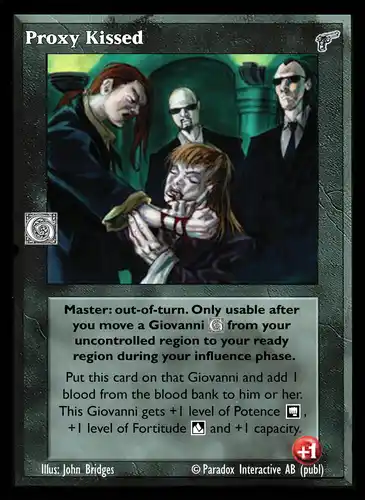 Proxy Kissed
Master: out-of-turn. Only usable after
you move a Giovanni from your
uncontrolled region to your ready
region during your influence phase.
Put this card on that Giovanni and add 1
blood from the blood bank to him or her.
This Giovanni gets +1 level of Potence ,
+1 level of Fortitude and +1 capacity.
+1
Illus: John Bridges © Paradox Interactive AB (publ)